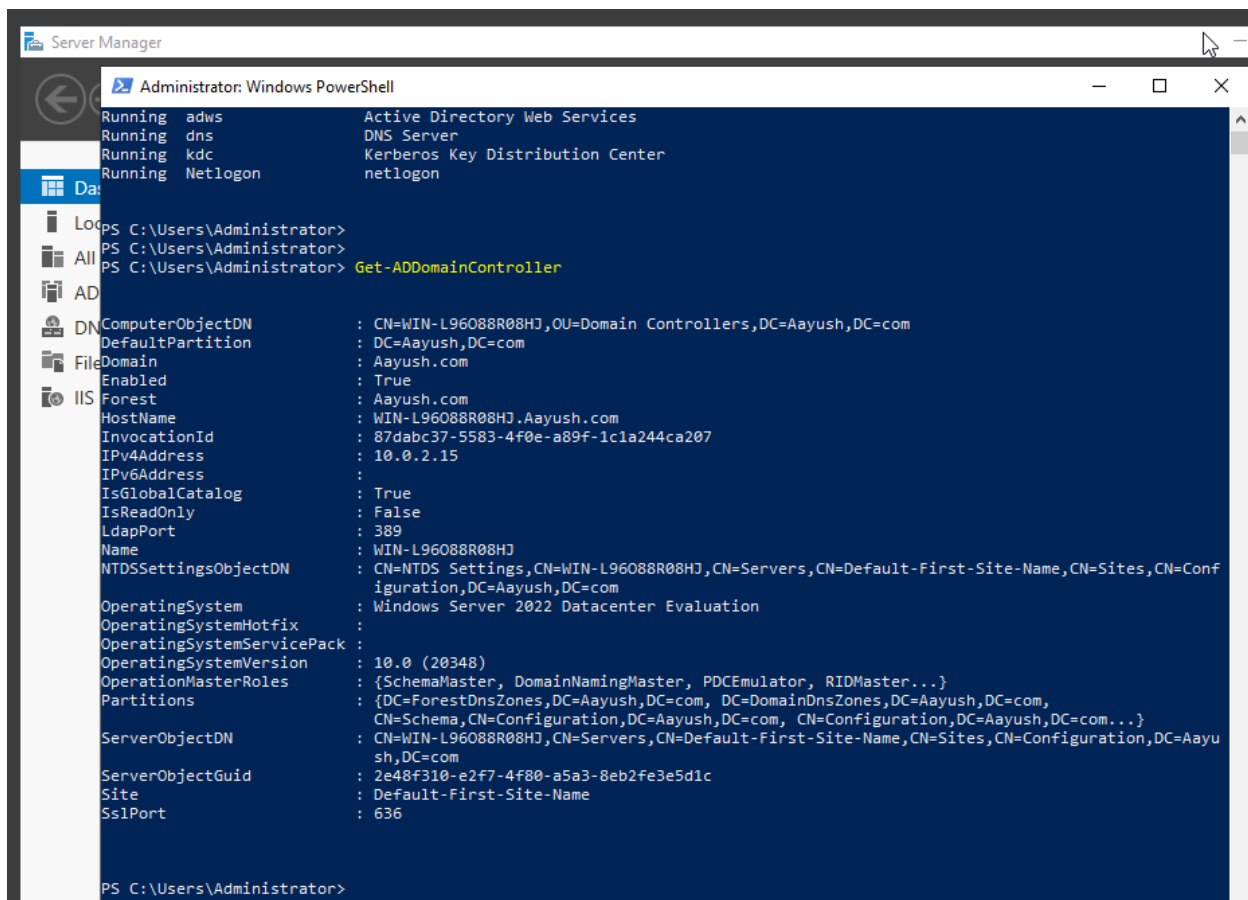 Server Manager
Administrator: Windows PowerShell
Running adws Active Directory Web Services
Running dns DNS Server
Running kdc Kerberos Key Distribution Center
Running Netlogon netlogon
Das
Loc
All
AD
DN
File
IIS
PS C:\Users\Administrator>
PS C:\Users\Administrator>
PS C:\Users\Administrator> Get-ADDomainController
ComputerObjectDN : CN=WIN-L96O88R08HJ,OU=Domain Controllers,DC=Aayush,DC=com
DefaultPartition : DC=Aayush,DC=com
Domain : Aayush.com
Enabled : True
Forest : Aayush.com
HostName : WIN-L96O88R08HJ.Aayush.com
InvocationId : 87dabc37-5583-4f0e-a89f-1c1a244ca207
IPv4Address : 10.0.2.15
IPv6Address :
IsGlobalCatalog : True
IsReadOnly : False
LdapPort : 389
Name : WIN-L96O88R08HJ
NTDSSettingsObjectDN : CN=NTDS Settings,CN=WIN-L96O88R08HJ,CN=Servers,CN=Default-First-Site-Name,CN=Sites,CN=Conf
iguration,DC=Aayush,DC=com
OperatingSystem : Windows Server 2022 Datacenter Evaluation
OperatingSystemHotfix :
OperatingSystemServicePack :
OperatingSystemVersion : 10.0 (20348)
OperationMasterRoles : {SchemaMaster, DomainNamingMaster, PDCEmulator, RIDMaster...}
Partitions : {DC=ForestDnsZones,DC=Aayush,DC=com, DC=DomainDnsZones,DC=Aayush,DC=com,
CN=Schema,CN=Configuration,DC=Aayush,DC=com, CN=Configuration,DC=Aayush,DC=com...}
ServerObjectDN : CN=WIN-L96O88R08HJ,CN=Servers,CN=Default-First-Site-Name,CN=Sites,CN=Configuration,DC=Aayu
sh,DC=com
ServerObjectGuid : 2e48f310-e2f7-4f80-a5a3-8eb2fe3e5d1c
Site : Default-First-Site-Name
SslPort : 636
PS C:\Users\Administrator>